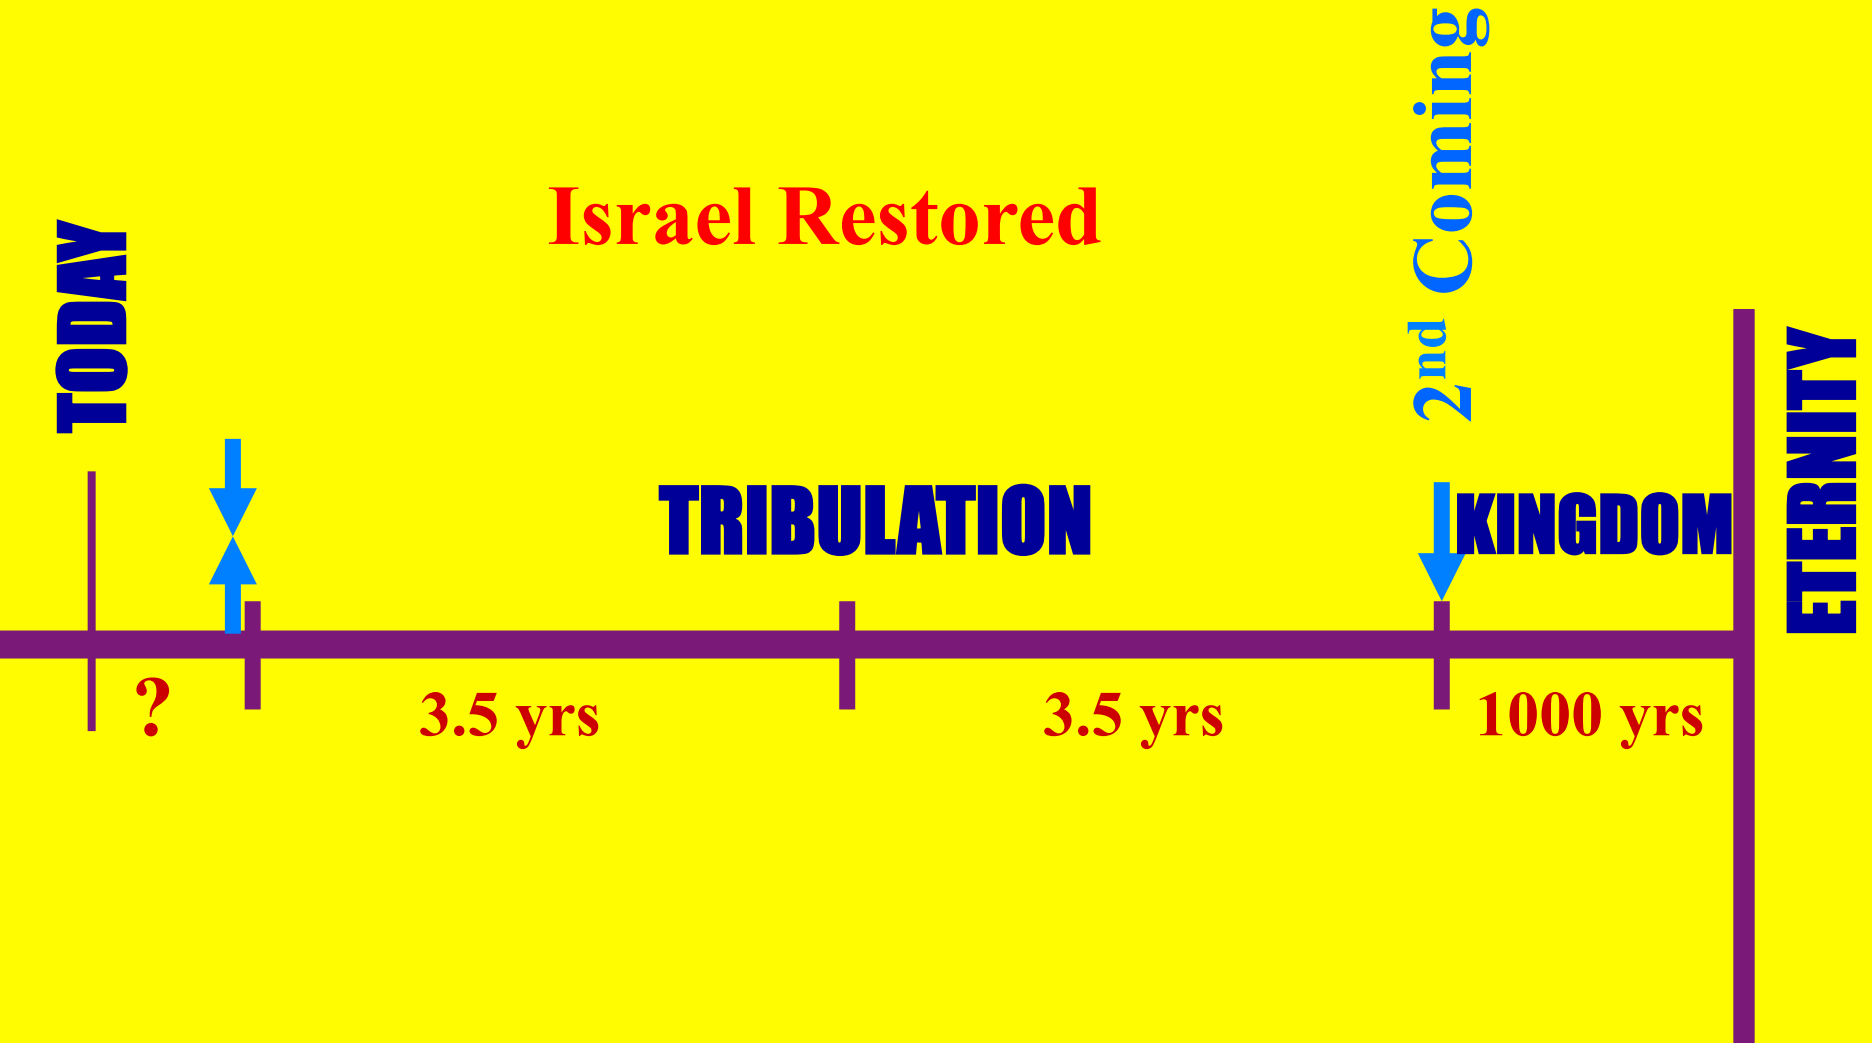 2nd Coming
Israel Restored
TODAY
ETERNITY
TRIBULATION
KINGDOM
?
3.5 yrs
3.5 yrs
1000 yrs